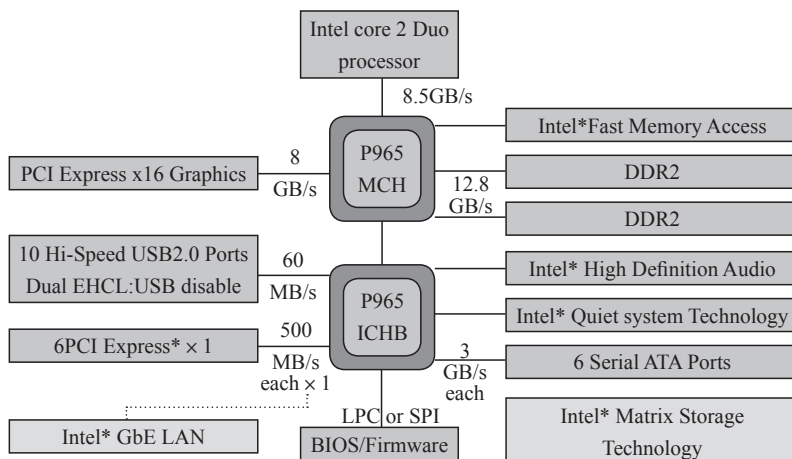 Intel core 2 Duo
processor
8.5GB/s
P965
MCH
Intel*Fast Memory Access
PCI Express x16 Graphics
8
GB/s
12.8
GB/s
DDR2
DDR2
10 Hi-Speed USB2.0 Ports
Dual EHCL:USB disable
60
MB/s
P965
ICHB
Intel* High Definition Audio
Intel* Quiet system Technology
6PCI Express* × 1
500
MB/s
each × 1
3
GB/s
each
6 Serial ATA Ports
Intel* GbE LAN
LPC or SPI
BIOS/Firmware
Intel* Matrix Storage
Technology